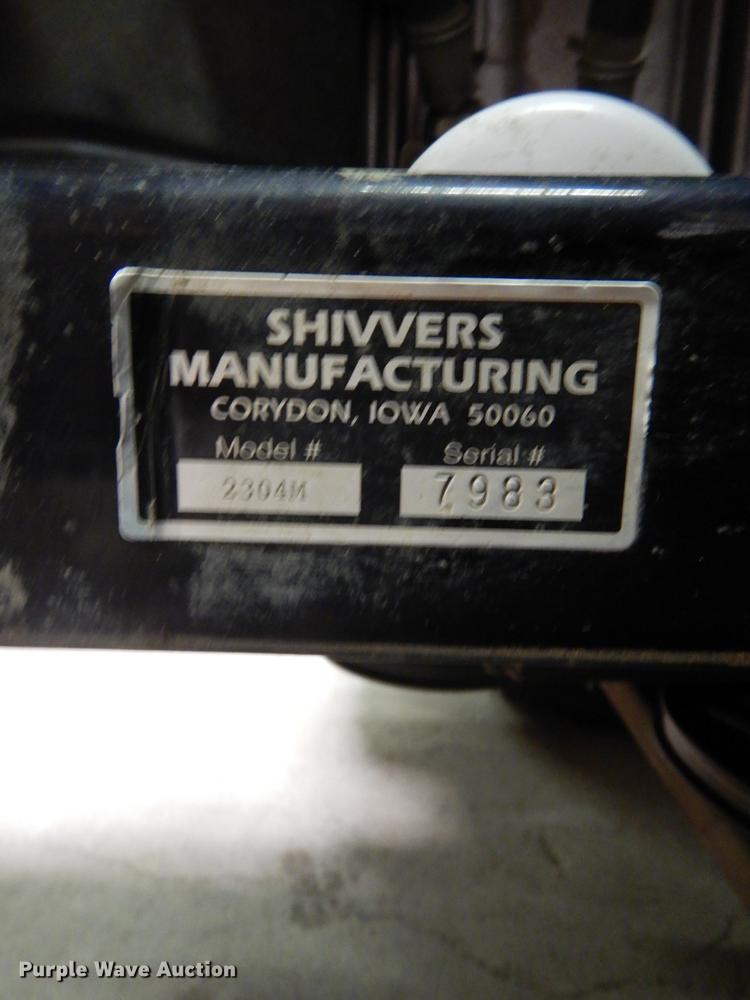 SHIVVERS
MANUFACTURING
CORYDON, IOWA 50060
Model # Serial #
2304M 7983
Purple Wave Auction